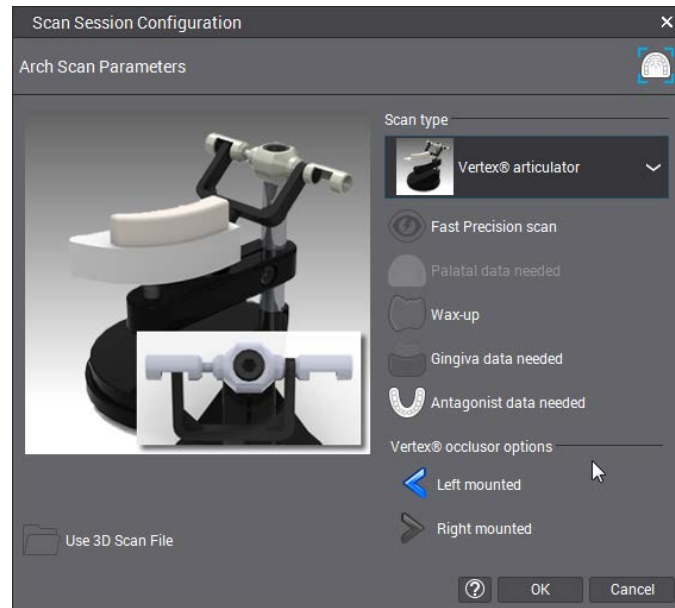 Scan Session Configuration
Arch Scan Parameters
Scan type
Vertex® articulator
Fast Precision scan
Palatal data needed
Wax-up
Gingiva data needed
Antagonist data needed
Vertex® occlusor options
Left mounted
Right mounted
Use 3D Scan File
? OK Cancel